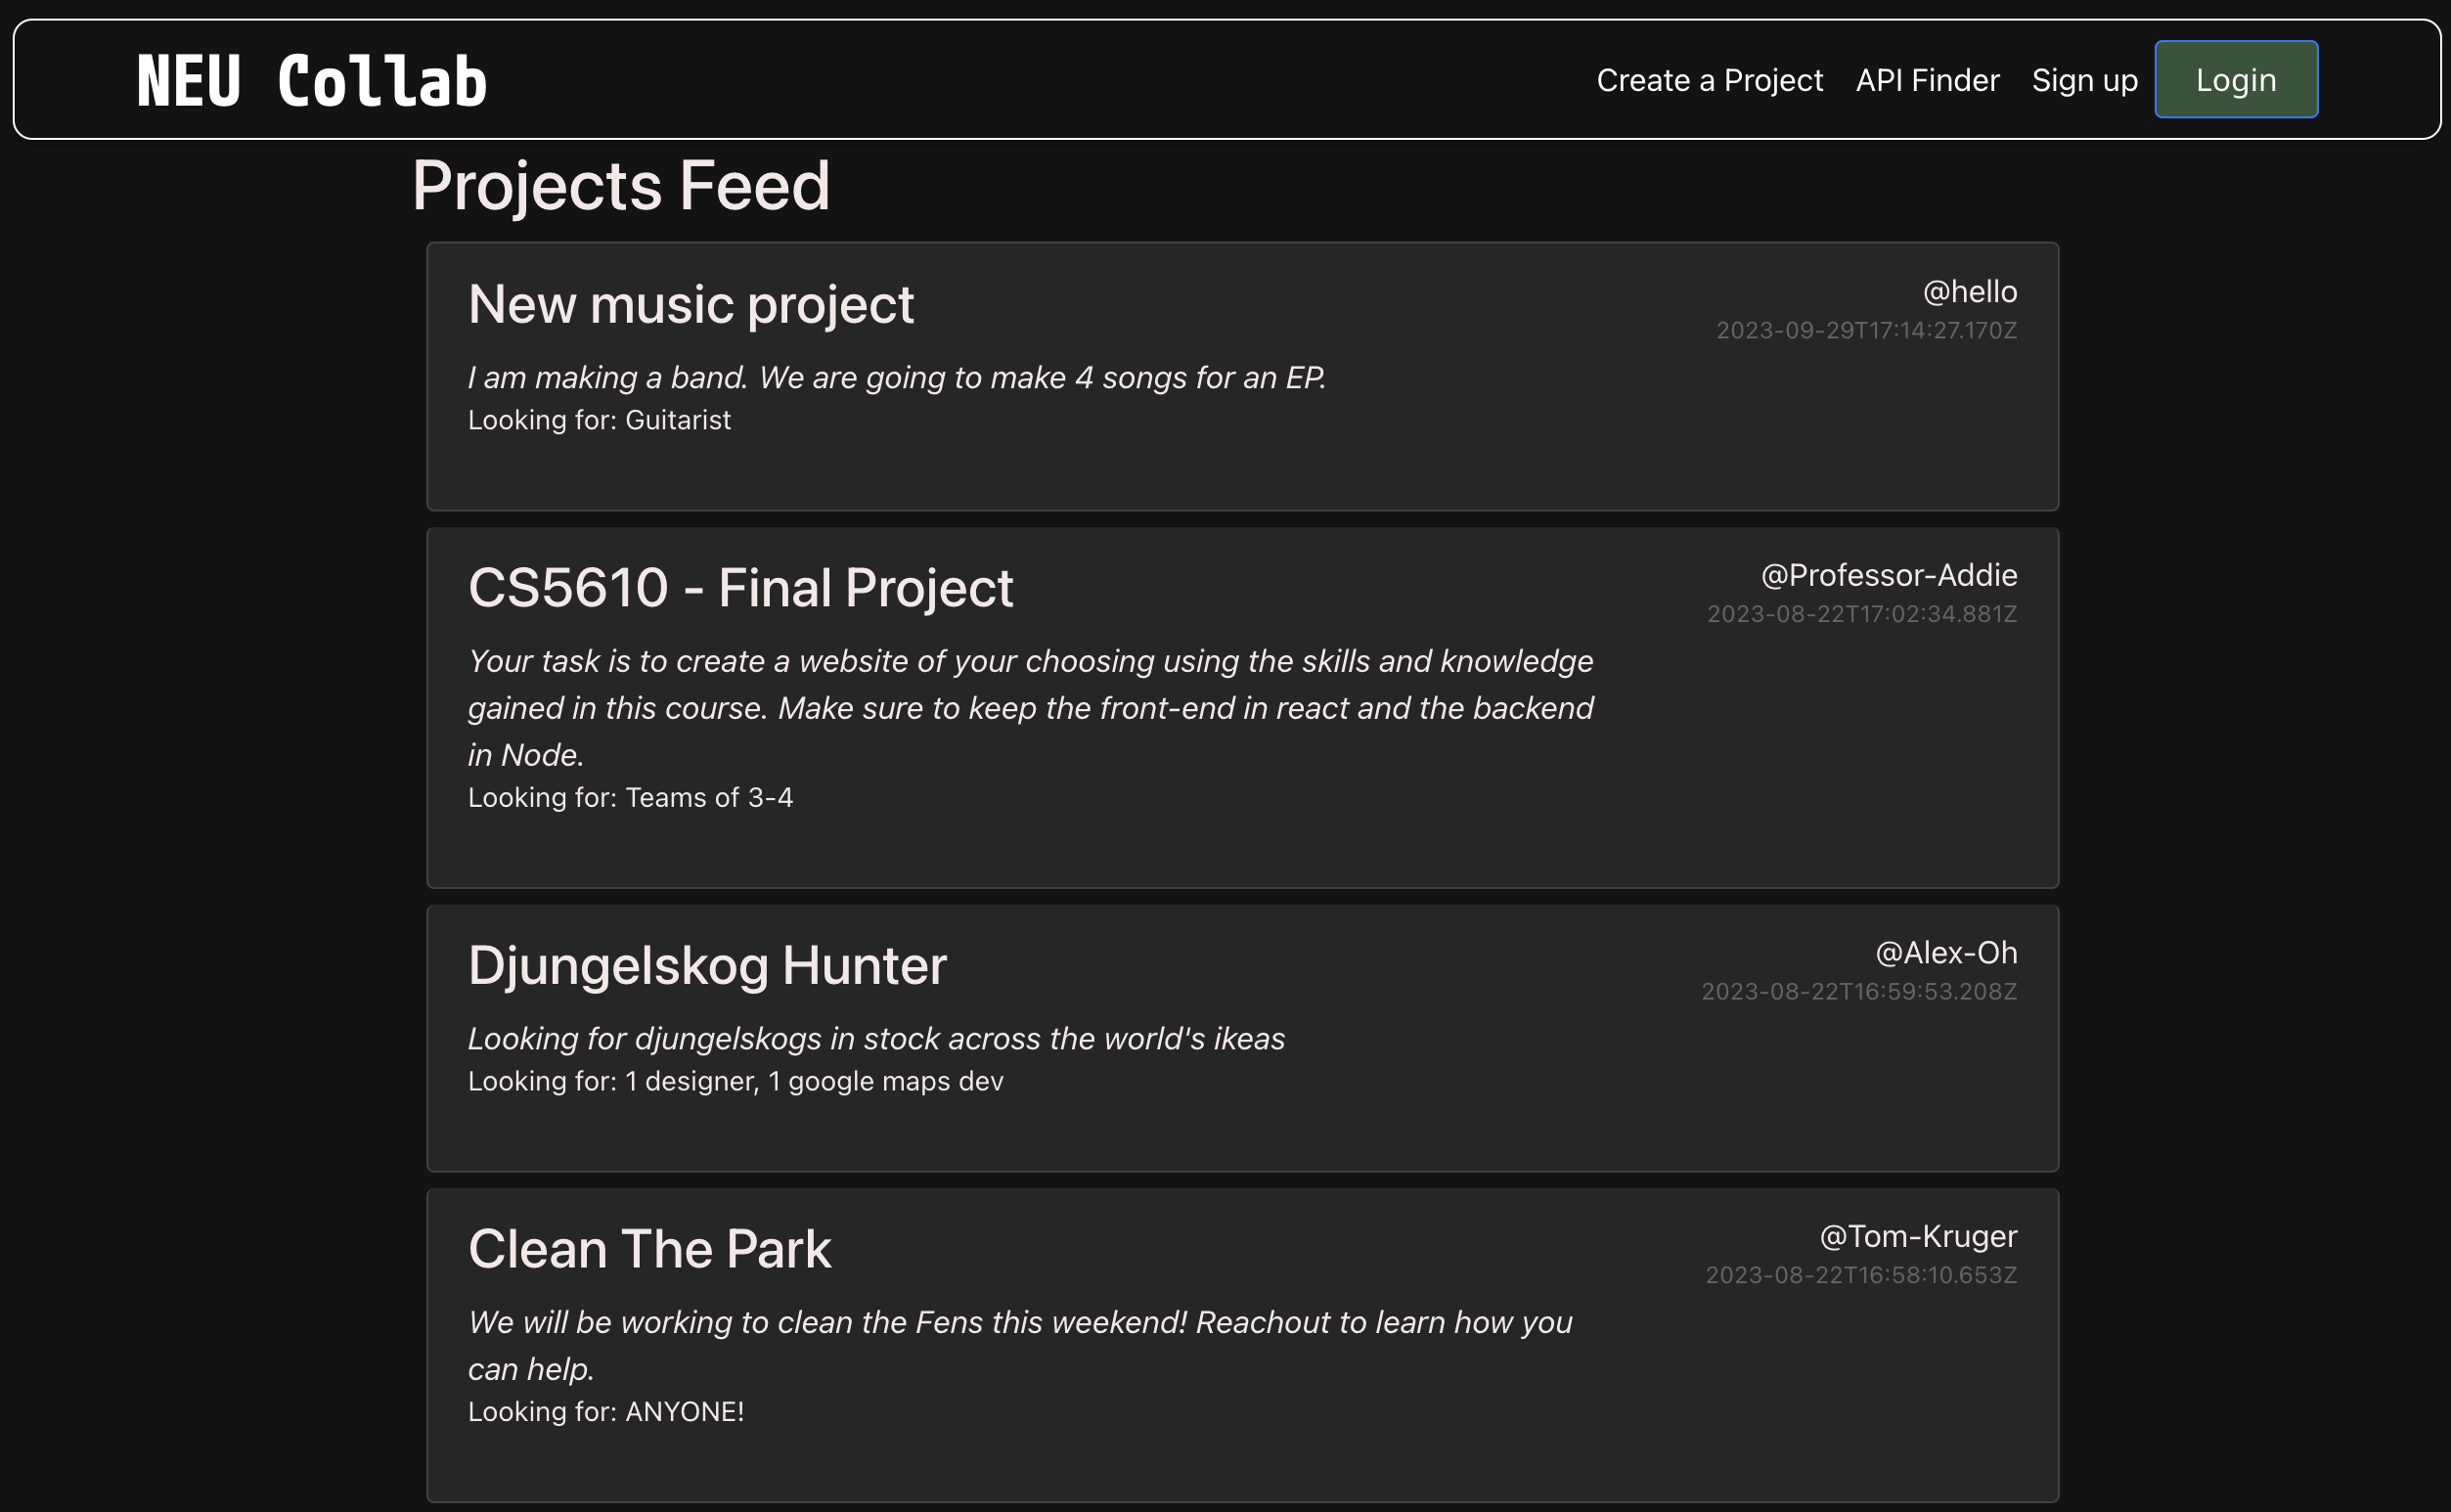 NEU Collab
Create a Project
API Finder
Sign up
Login
Projects Feed
New music project
@hello
2023-09-29T17:14:27.170Z
I am making a band. We are going to make 4 songs for an EP.
Looking for: Guitarist
CS5610 - Final Project
@Professor-Addie
2023-08-22T17:02:34.881Z
Your task is to create a website of your choosing using the skills and knowledge
gained in this course. Make sure to keep the front-end in react and the backend
in Node.
Looking for: Teams of 3-4
Djungelskog Hunter
@Alex-Oh
2023-08-22T16:59:53.208Z
Looking for djungelskogs in stock across the world's ikeas
Looking for: 1 designer, 1 google maps dev
Clean The Park
@Tom-Kruger
2023-08-22T16:58:10.653Z
We will be working to clean the Fens this weekend! Reachout to learn how you
can help.
Looking for: ANYONE!